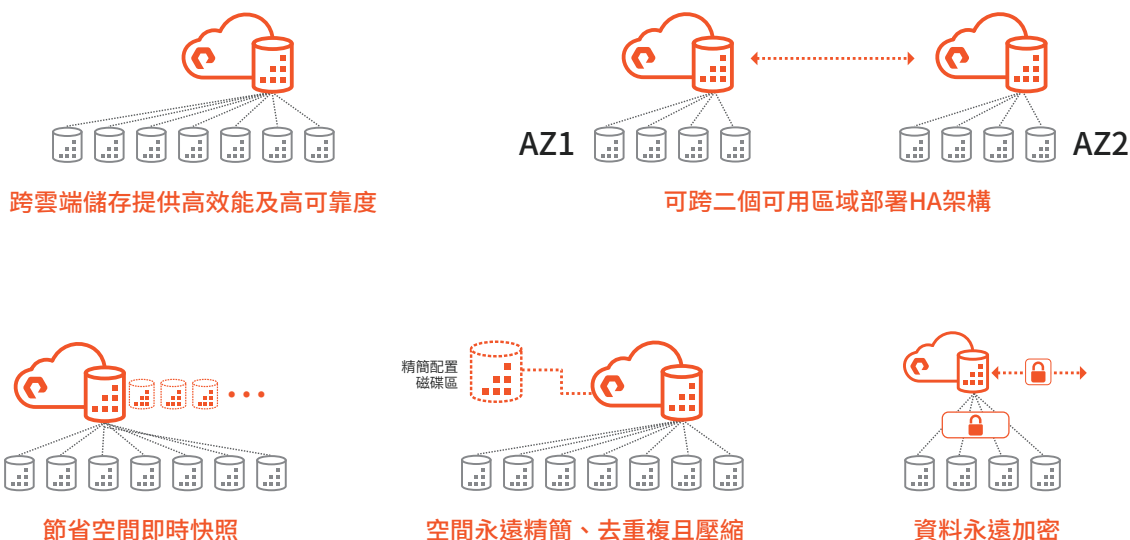 AZ1
AZ2
跨雲端儲存提供高效能及高可靠度
可跨二個可用區域部署HA架構
精簡配置
磁碟區
節省空間即時快照
空間永遠精簡、去重複且壓縮
資料永遠加密